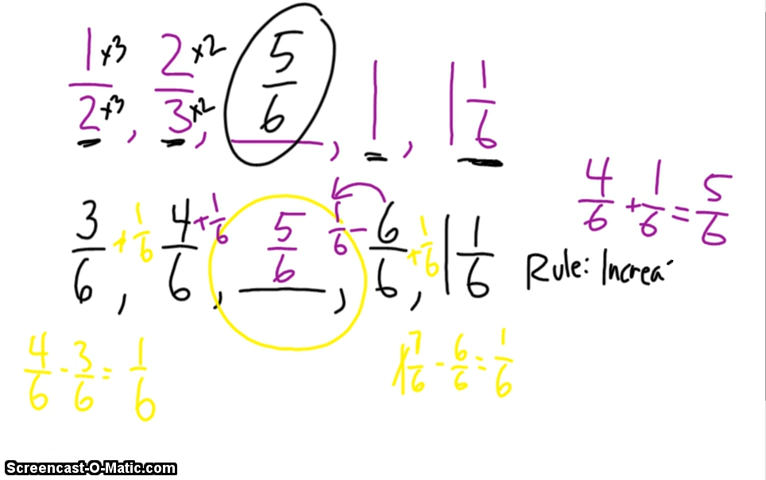 1/2 ×3 ×3, 2/3 ×2 ×2, 5/6, 1, 1 1/6
3/6 +1/6, 4/6 +1/6, 5/6, 1/6 - 6/6 +1/6, 1 1/6
4/6 + 1/6 = 5/6
Rule: Increa
4/6 - 3/6 = 1/6
7/6 - 6/6 = 1/6
Screencast-O-Matic.com